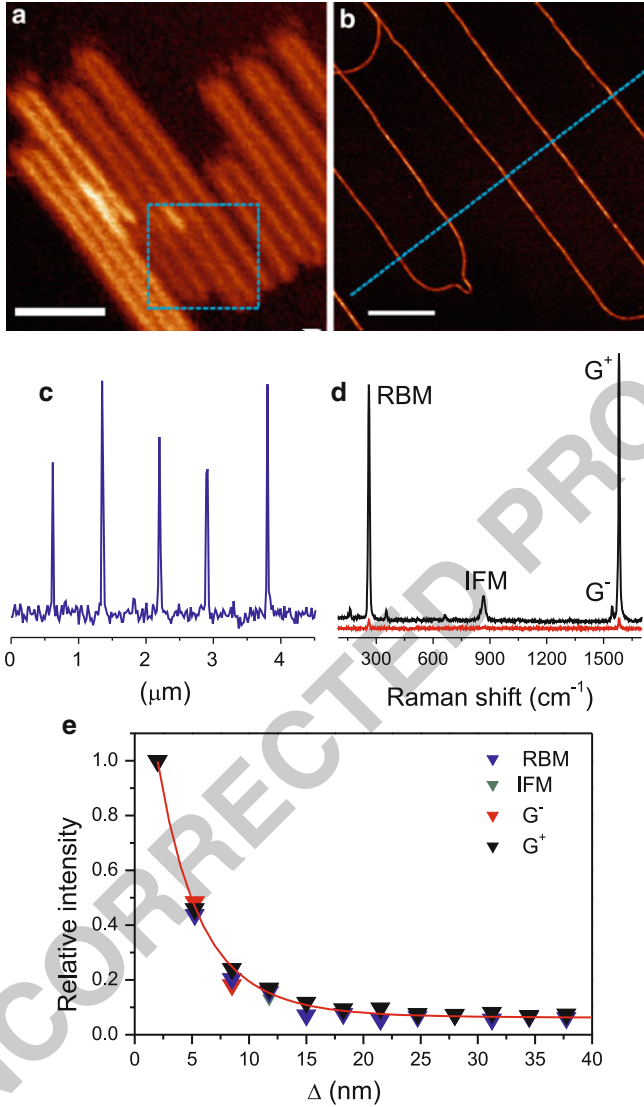 a
b
c
0 1 2 3 4
(μm)
d
RBM
IFM
G⁺
G⁻
300 600 900 1200 1500
Raman shift (cm⁻¹)
e
RBM
IFM
G⁻
G⁺
1.0
0.8
0.6
0.4
0.2
0.0
Relative intensity
0 5 10 15 20 25 30 35 40
Δ (nm)
NCORRECTED PRO